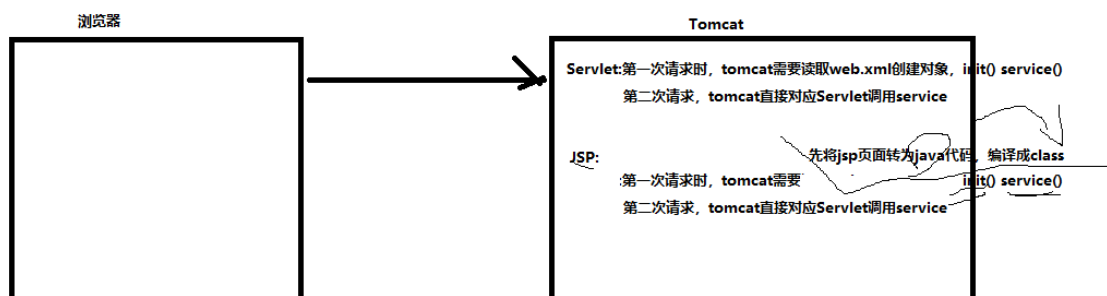 浏览器
Tomcat
Servlet:第一次请求时，tomcat需要读取web.xml创建对象，init() service()
第二次请求，tomcat直接对应Servlet调用service
先将jsp页面转为java代码，编译成class
JSP:
:第一次请求时，tomcat需要 init() service()
第二次请求，tomcat直接对应Servlet调用service